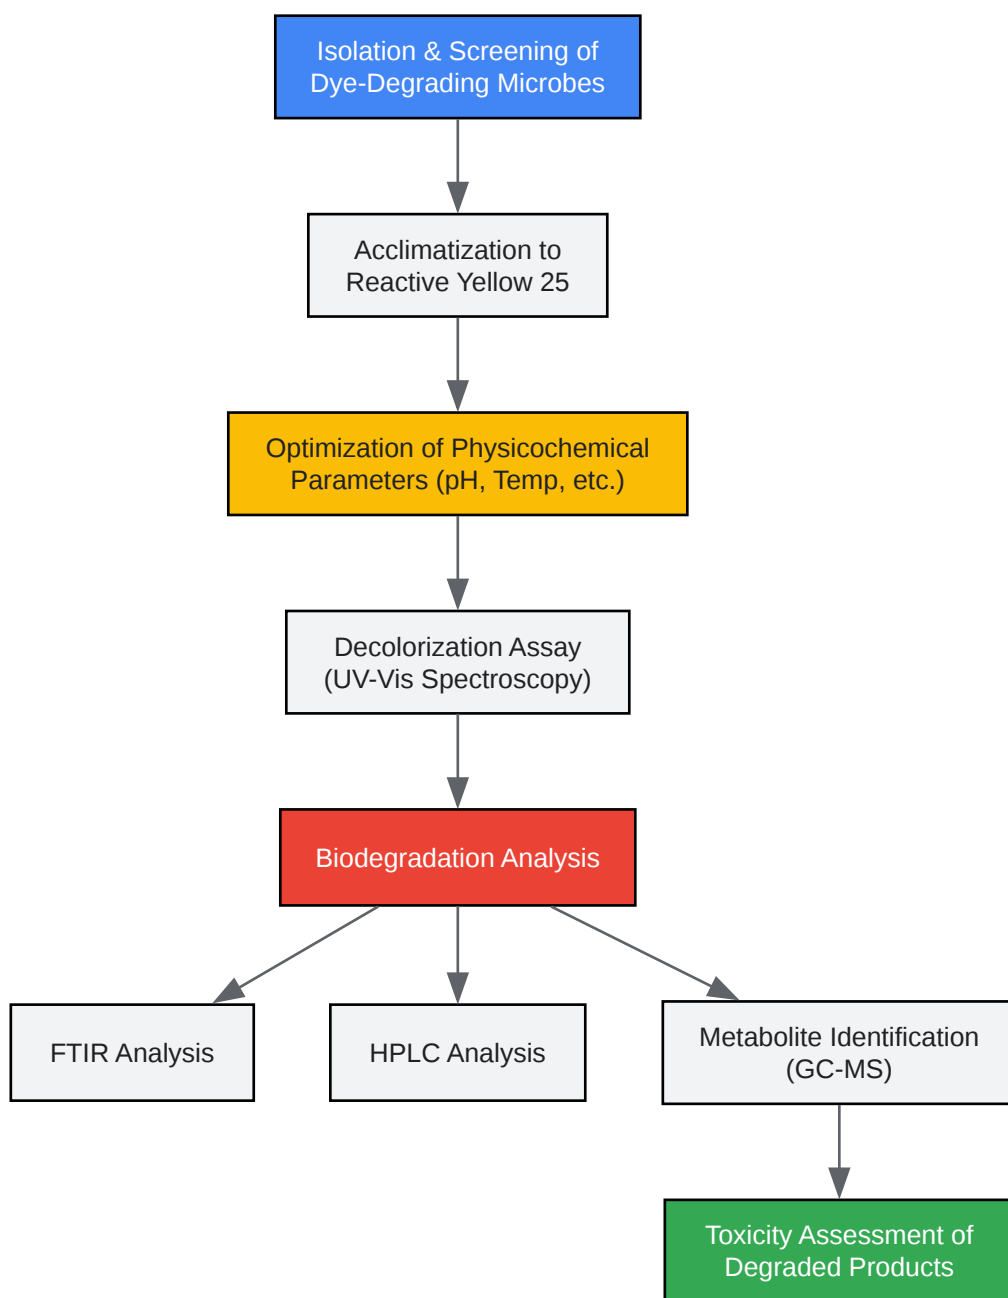 Isolation & Screening of
Dye-Degrading Microbes
Acclimatization to
Reactive Yellow 25
Optimization of Physicochemical
Parameters (pH, Temp, etc.)
Decolorization Assay
(UV-Vis Spectroscopy)
Biodegradation Analysis
FTIR Analysis
HPLC Analysis
Metabolite Identification
(GC-MS)
Toxicity Assessment of
Degraded Products